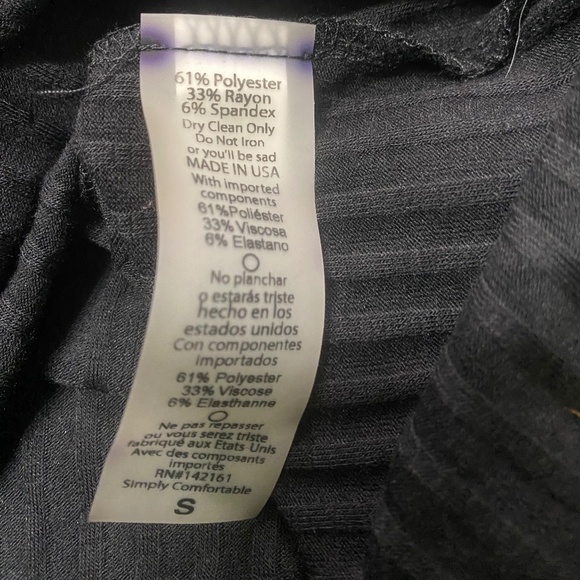 61% Polyester
33% Rayon
6% Spandex
Dry Clean Only
Do Not Iron
or you'll be sad
MADE IN USA
With imported
components
61%Poliéster
33% Viscosa
6% Elastano
No planchar
o estarás triste
hecho en los
estados unidos
Con componentes
importados
61% Polyester
33% Viscose
6% Elasthanne
Ne pas repasser
ou vous serez triste
fabriqué aux Etats-Unis
Avec des composants
importés
RN#142161
Simply Comfortable
S